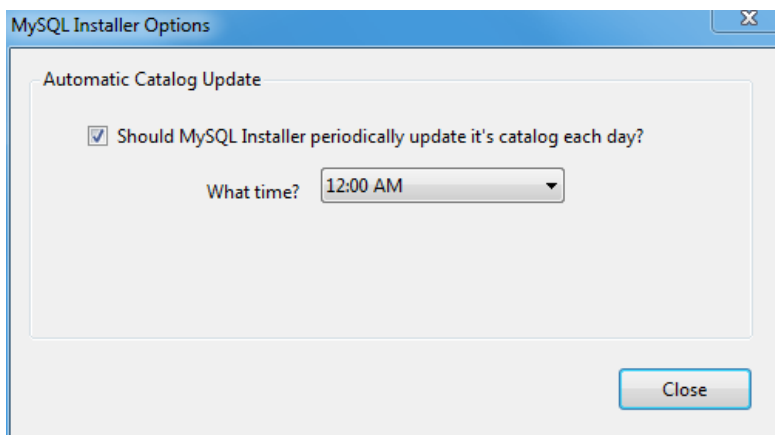 MySQL Installer Options
Automatic Catalog Update
Should MySQL Installer periodically update it's catalog each day?
What time? 12:00 AM
Close